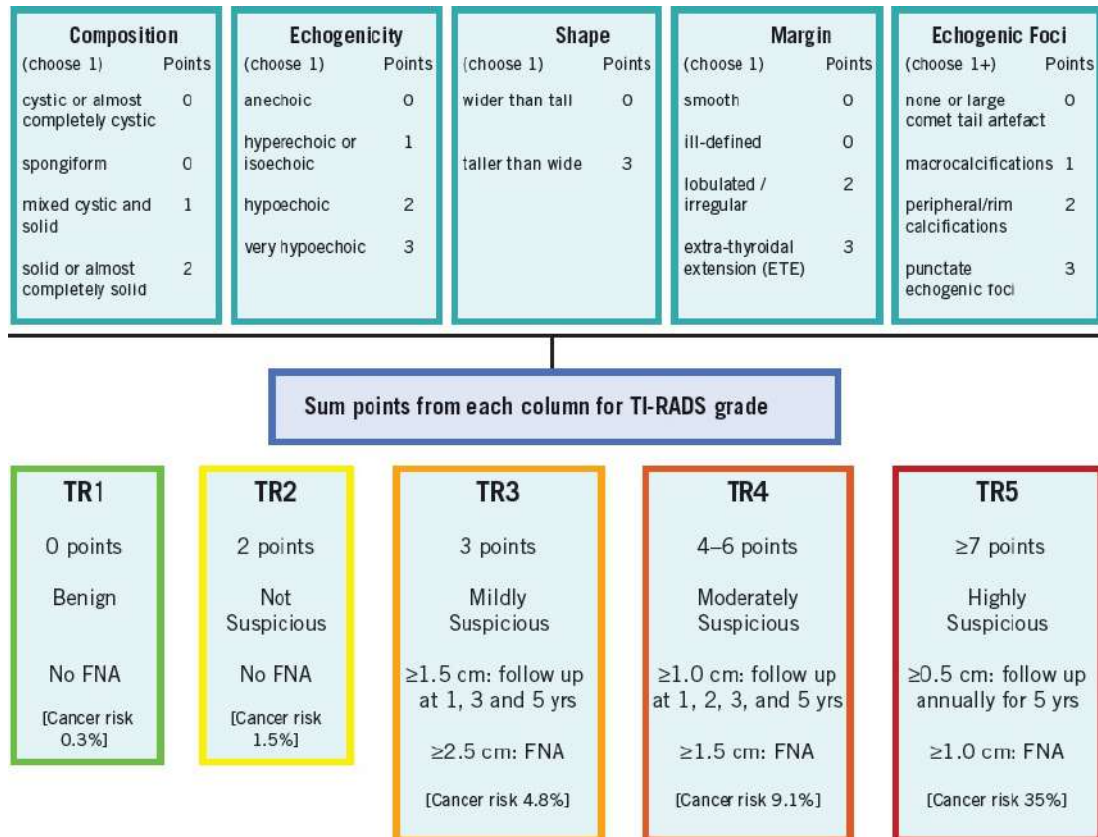 Composition
(choose 1) Points
cystic or almost 0
completely cystic
spongiform 0
mixed cystic and 1
solid
solid or almost 2
completely solid
Echogenicity
(choose 1) Points
anechoic 0
hyperechoic or 1
isoechoic
hypoechoic 2
very hypoechoic 3
Shape
(choose 1) Points
wider than tall 0
taller than wide 3
Margin
(choose 1) Points
smooth 0
ill-defined 0
lobulated / 2
irregular
extra-thyroidal 3
extension (ETE)
Echogenic Foci
(choose 1+) Points
none or large 0
comet tail artefact
macrocalcifications 1
peripheral/rim 2
calcifications
punctate 3
echogenic foci
Sum points from each column for TI-RADS grade
TR1
0 points
Benign
No FNA
[Cancer risk
0.3%]
TR2
2 points
Not
Suspicious
No FNA
[Cancer risk
1.5%]
TR3
3 points
Mildly
Suspicious
≥1.5 cm: follow up
at 1, 3 and 5 yrs
≥2.5 cm: FNA
[Cancer risk 4.8%]
TR4
4–6 points
Moderately
Suspicious
≥1.0 cm: follow up
at 1, 2, 3, and 5 yrs
≥1.5 cm: FNA
[Cancer risk 9.1%]
TR5
≥7 points
Highly
Suspicious
≥0.5 cm: follow up
annually for 5 yrs
≥1.0 cm: FNA
[Cancer risk 35%]